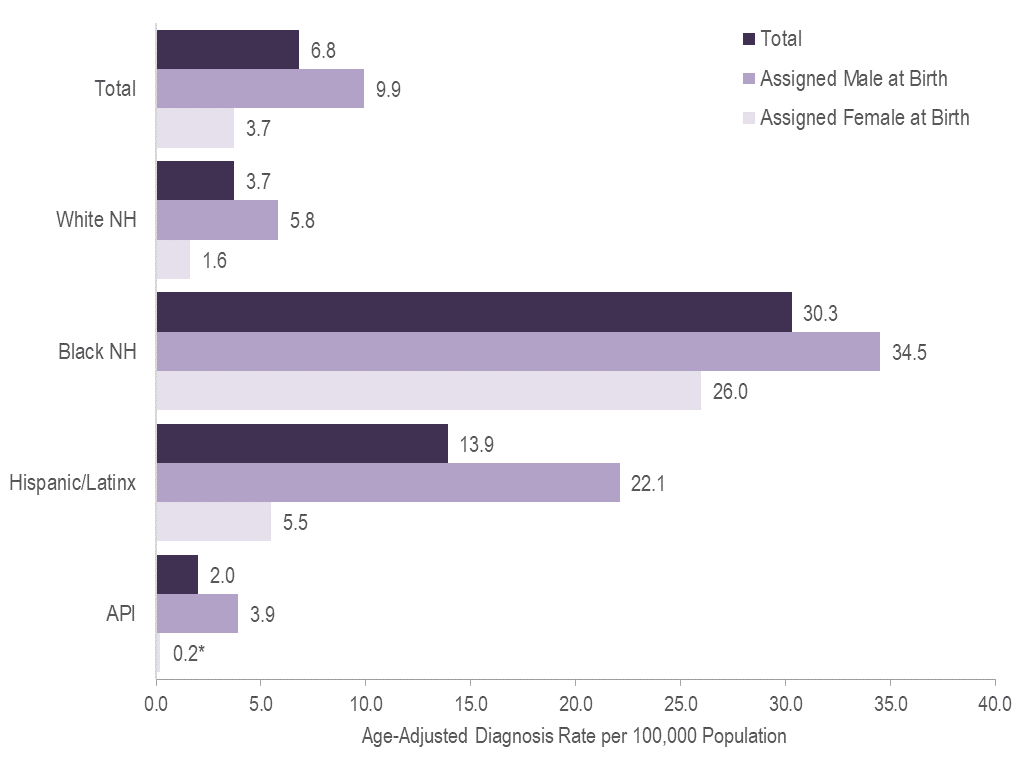 Total
Assigned Male at Birth
Assigned Female at Birth
Total
6.8
9.9
3.7
White NH
3.7
5.8
1.6
Black NH
30.3
34.5
26.0
Hispanic/Latinx
13.9
22.1
5.5
API
2.0
3.9
0.2*
0.0 5.0 10.0 15.0 20.0 25.0 30.0 35.0 40.0
Age-Adjusted Diagnosis Rate per 100,000 Population